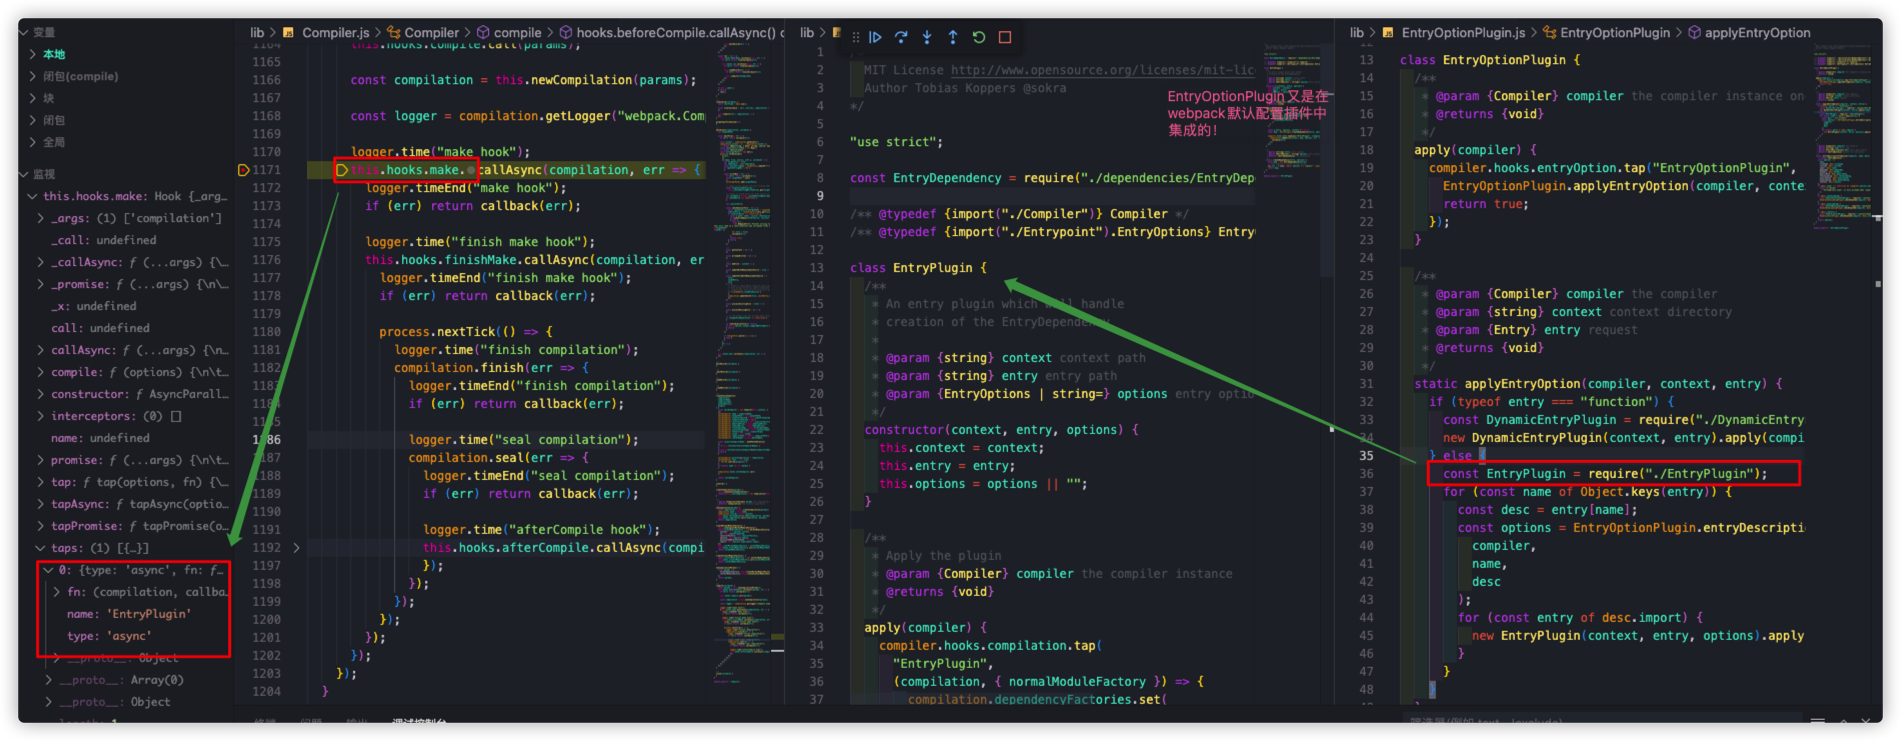 变量
本地
闭包(compile)
块
闭包
全局
监视
this.hooks.make: Hook {_arg…
_args: (1) ['compilation']
_call: undefined
_callAsync: ƒ (...args) {\…
_promise: ƒ (...args) {\n\…
_x: undefined
call: undefined
callAsync: ƒ (...args) {\n…
compile: ƒ (options) {\n\t…
constructor: ƒ AsyncParall…
interceptors: (0) []
name: undefined
promise: ƒ (...args) {\n\t…
tap: ƒ tap(options, fn) {\…
tapAsync: ƒ tapAsync(optio…
tapPromise: ƒ tapPromise(o…
taps: (1) [{…}]
0: {type: 'async', fn: ƒ…
fn: (compilation, callba…
name: 'EntryPlugin'
type: 'async'
__proto__: Object
__proto__: Array(0)
__proto__: Object
lib > Compiler.js > Compiler > compile > hooks.beforeCompile.callAsync()
1164 this.hooks.compile.call(params);
1165
1166 const compilation = this.newCompilation(params);
1167
1168 const logger = compilation.getLogger("webpack.Com
1169
1170 logger.time("make hook");
1171 this.hooks.make. callAsync(compilation, err => {
1172 logger.timeEnd("make hook");
1173 if (err) return callback(err);
1174
1175 logger.time("finish make hook");
1176 this.hooks.finishMake.callAsync(compilation, er
1177 logger.timeEnd("finish make hook");
1178 if (err) return callback(err);
1179
1180 process.nextTick(() => {
1181 logger.time("finish compilation");
1182 compilation.finish(err => {
1183 logger.timeEnd("finish compilation");
1184 if (err) return callback(err);
1185
1186 logger.time("seal compilation");
1187 compilation.seal(err => {
1188 logger.timeEnd("seal compilation");
1189 if (err) return callback(err);
1190
1191 logger.time("afterCompile hook");
1192 this.hooks.afterCompile.callAsync(compi
1197 });
1198 });
1199 });
1200 });
1201 });
1202 });
1203 });
1204 }
调试控制台
lib >
1
2 MIT License http://www.opensource.org/licenses/mit-lic
3 Author Tobias Koppers @sokra
4 */
5
6 "use strict";
7
8 const EntryDependency = require("./dependencies/EntryDep
9
10 /** @typedef {import("./Compiler")} Compiler */
11 /** @typedef {import("./Entrypoint").EntryOptions} Entry
12
13 class EntryPlugin {
14 /**
15 * An entry plugin which will handle
16 * creation of the EntryDependency
17 *
18 * @param {string} context context path
19 * @param {string} entry entry path
20 * @param {EntryOptions | string=} options entry optio
21 */
22 constructor(context, entry, options) {
23 this.context = context;
24 this.entry = entry;
25 this.options = options || "";
26 }
27
28 /**
29 * Apply the plugin
30 * @param {Compiler} compiler the compiler instance
31 * @returns {void}
32 */
33 apply(compiler) {
34 compiler.hooks.compilation.tap(
35 "EntryPlugin",
36 (compilation, { normalModuleFactory }) => {
37 compilation.dependencyFactories.set(
EntryOptionPlugin又是在
webpack默认配置插件中
集成的！
lib > EntryOptionPlugin.js > EntryOptionPlugin > applyEntryOption
13 class EntryOptionPlugin {
14 /**
15 * @param {Compiler} compiler the compiler instance on
16 * @returns {void}
17 */
18 apply(compiler) {
19 compiler.hooks.entryOption.tap("EntryOptionPlugin",
20 EntryOptionPlugin.applyEntryOption(compiler, conte
21 return true;
22 });
23 }
24
25 /**
26 * @param {Compiler} compiler the compiler
27 * @param {string} context context directory
28 * @param {Entry} entry request
29 * @returns {void}
30 */
31 static applyEntryOption(compiler, context, entry) {
32 if (typeof entry === "function") {
33 const DynamicEntryPlugin = require("./DynamicEntry
34 new DynamicEntryPlugin(context, entry).apply(compi
35 } else {
36 const EntryPlugin = require("./EntryPlugin");
37 for (const name of Object.keys(entry)) {
38 const desc = entry[name];
39 const options = EntryOptionPlugin.entryDescripti
40 compiler,
41 name,
42 desc
43 );
44 for (const entry of desc.import) {
45 new EntryPlugin(context, entry, options).apply
46 }
47 }
48 }